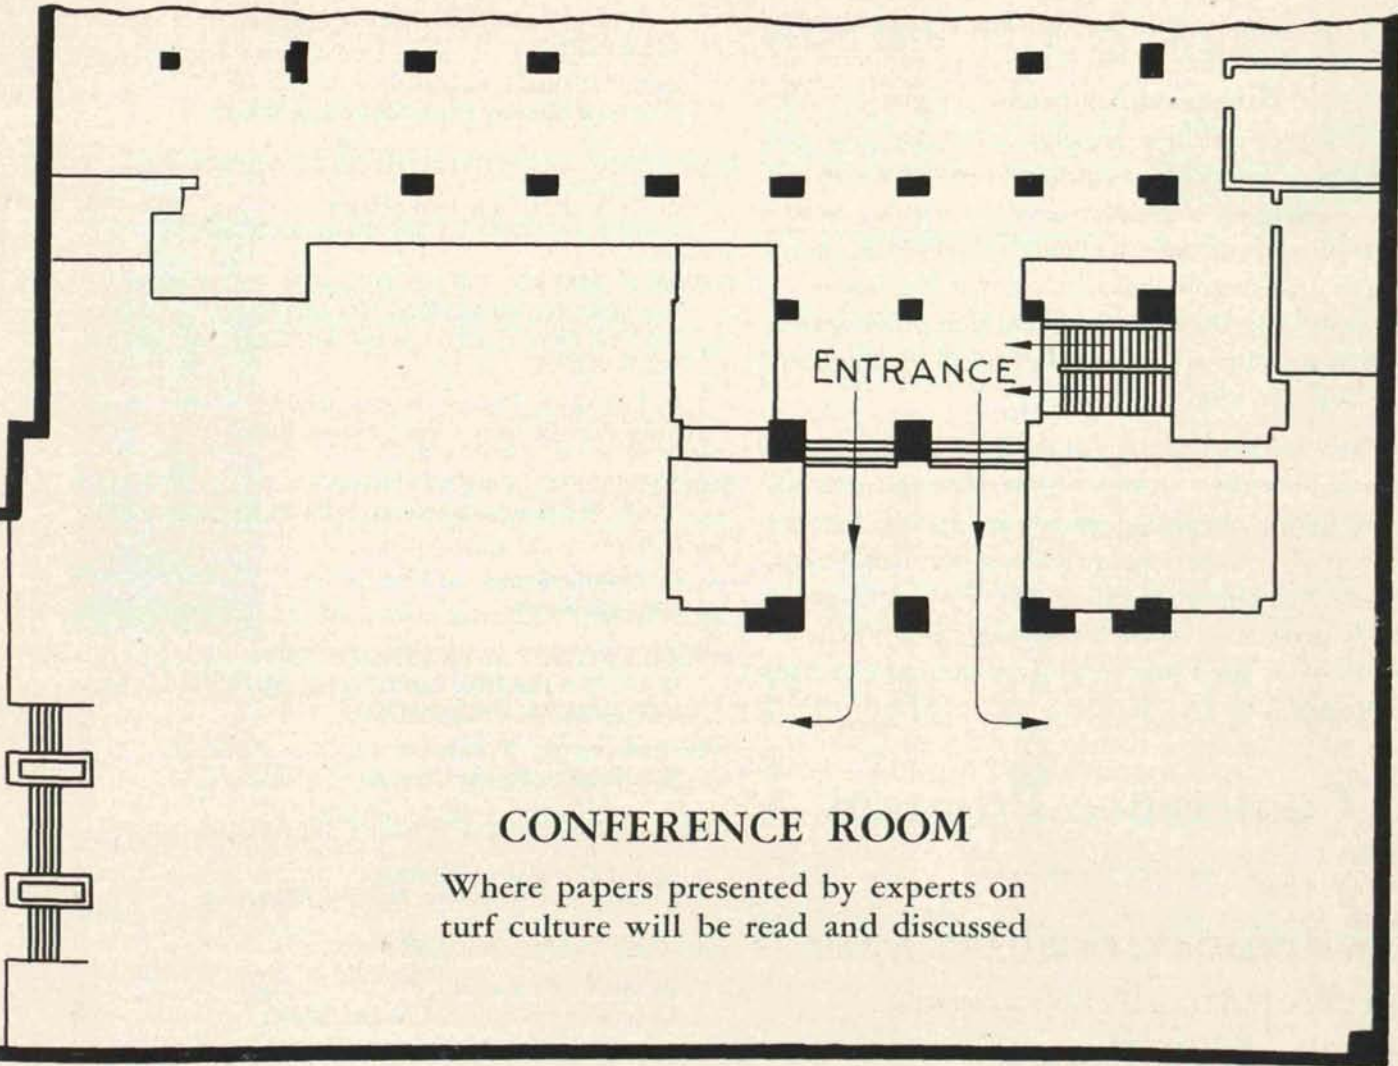 ENTRANCE
CONFERENCE ROOM
Where papers presented by experts on
turf culture will be read and discussed